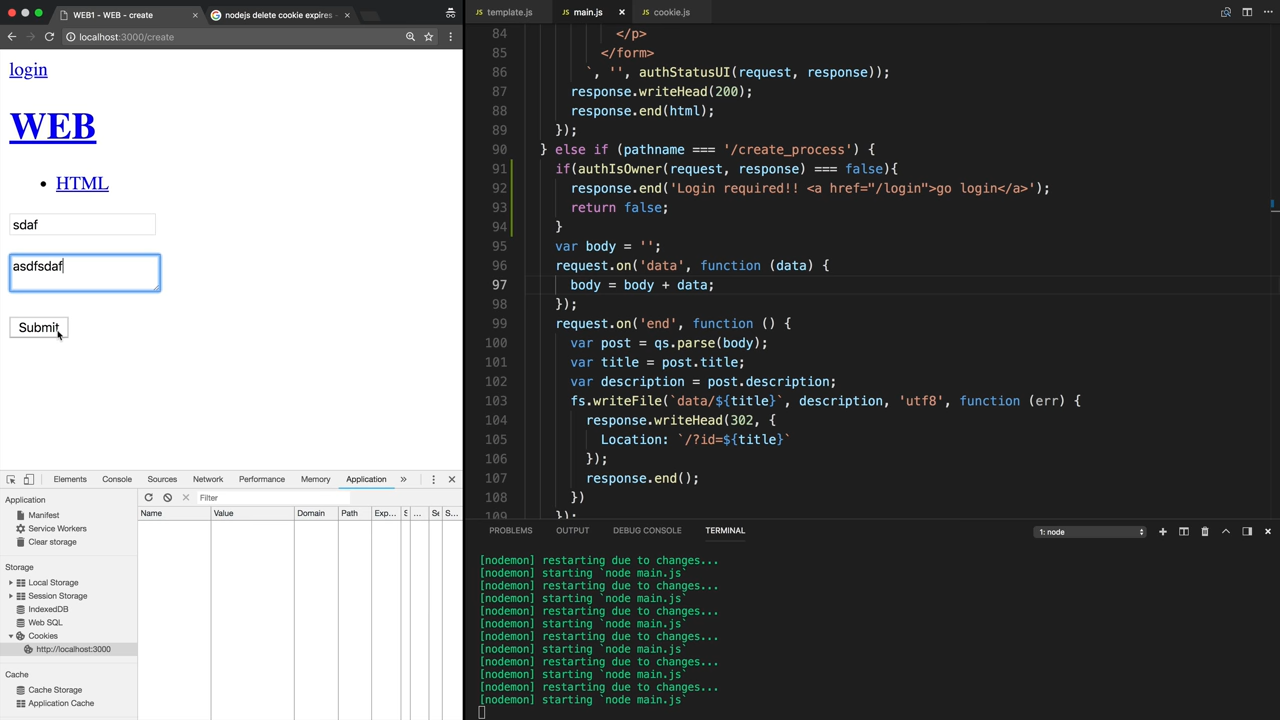 WEB1 - WEB - create
nodejs delete cookie expires -
localhost:3000/create
login
WEB
HTML
sdaf
asdfsdaf
Submit
Elements Console Sources Network Performance Memory Application
Application
Manifest
Service Workers
Clear storage
Storage
Local Storage
Session Storage
IndexedDB
Web SQL
Cookies
http://localhost:3000
Cache
Cache Storage
Application Cache
Filter
Name Value Domain Path Exp... S ... Se S...
template.js main.js cookie.js
84 </p>
85 </form>
86 `, '', authStatusUI(request, response));
87 response.writeHead(200);
88 response.end(html);
89 });
90 } else if (pathname === '/create_process') {
91 if(authIsOwner(request, response) === false){
92 response.end('Login required!! <a href="/login">go login</a>');
93 return false;
94 }
95 var body = '';
96 request.on('data', function (data) {
97 body = body + data;
98 });
99 request.on('end', function () {
100 var post = qs.parse(body);
101 var title = post.title;
102 var description = post.description;
103 fs.writeFile(`data/${title}`, description, 'utf8', function (err) {
104 response.writeHead(302, {
105 Location: `/?id=${title}`
106 });
107 response.end();
108 })
109 });
PROBLEMS OUTPUT DEBUG CONSOLE TERMINAL
1: node
[nodemon] restarting due to changes...
[nodemon] starting `node main.js`
[nodemon] restarting due to changes...
[nodemon] starting `node main.js`
[nodemon] restarting due to changes...
[nodemon] starting `node main.js`
[nodemon] restarting due to changes...
[nodemon] starting `node main.js`
[nodemon] restarting due to changes...
[nodemon] starting `node main.js`
[nodemon] restarting due to changes...
[nodemon] starting `node main.js`